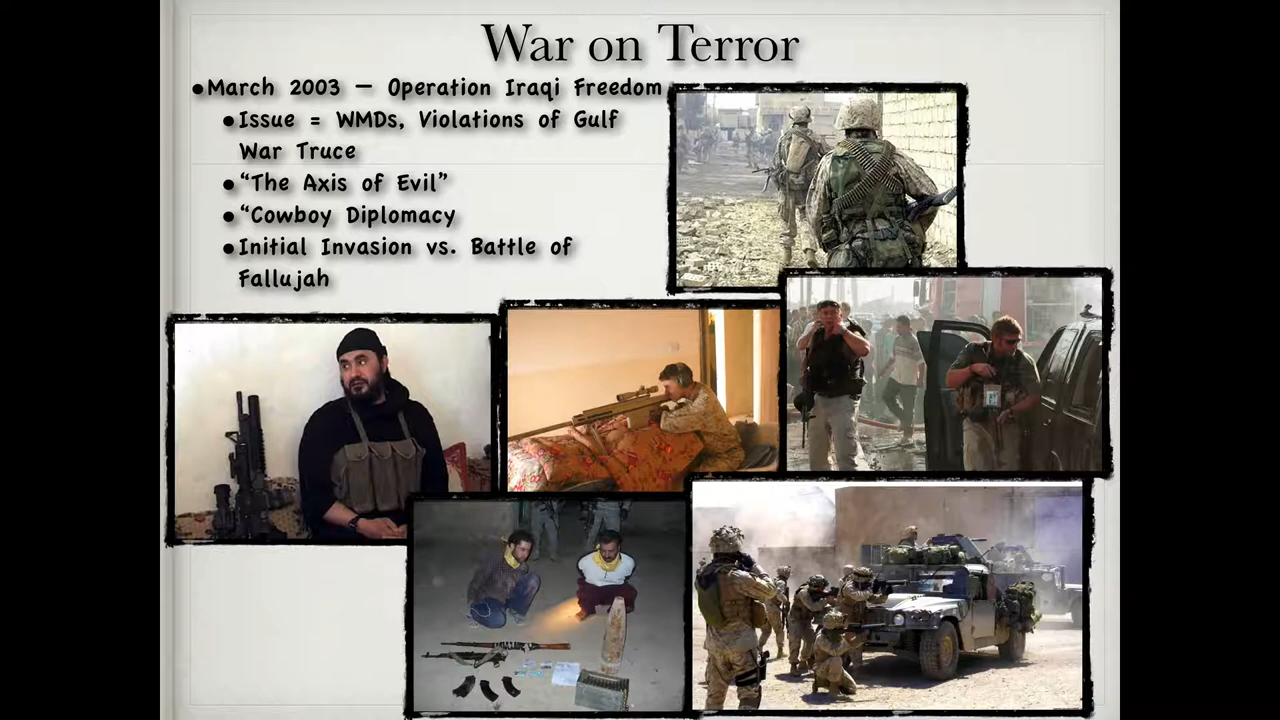 War on Terror
•March 2003 — Operation Iraqi Freedom
•Issue = WMDs, Violations of Gulf
War Truce
•“The Axis of Evil”
•“Cowboy Diplomacy
•Initial Invasion vs. Battle of
Fallujah